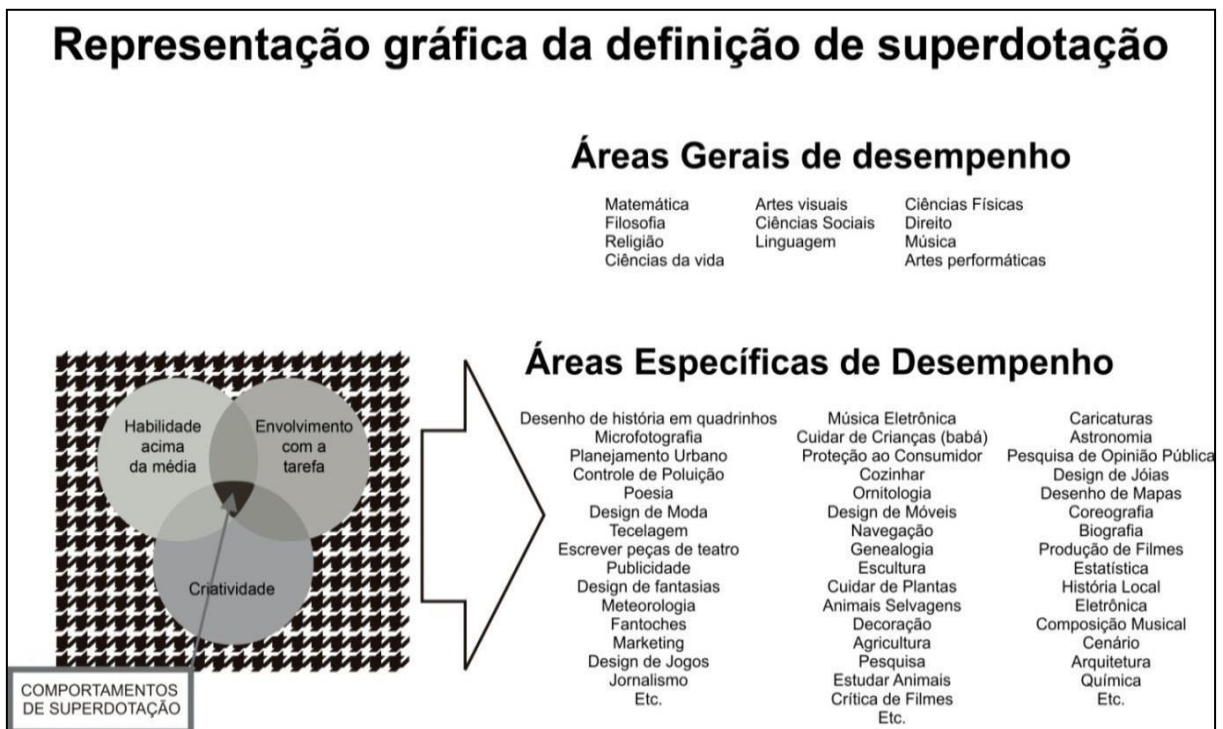 Representação gráfica da definição de superdotação
Áreas Gerais de desempenho
Matemática
Filosofia
Religião
Ciências da vida
Artes visuais
Ciências Sociais
Linguagem
Ciências Físicas
Direito
Música
Artes performáticas
Habilidade
acima
da média
Envolvimento
com a
tarefa
Criatividade
COMPORTAMENTOS
DE SUPERDOTAÇÃO
Áreas Específicas de Desempenho
Desenho de história em quadrinhos
Microfotografia
Planejamento Urbano
Controle de Poluição
Poesia
Design de Moda
Tecelagem
Escrever peças de teatro
Publicidade
Design de fantasias
Meteorologia
Fantoches
Marketing
Design de Jogos
Jornalismo
Etc.
Música Eletrônica
Cuidar de Crianças (babá)
Proteção ao Consumidor
Cozinhar
Ornitologia
Design de Móveis
Navegação
Genealogia
Escultura
Cuidar de Plantas
Animais Selvagens
Decoração
Agricultura
Pesquisa
Estudar Animais
Crítica de Filmes
Etc.
Caricaturas
Astronomia
Pesquisa de Opinião Pública
Design de Jóias
Desenho de Mapas
Coreografia
Biografia
Produção de Filmes
Estatística
História Local
Eletrônica
Composição Musical
Cenário
Arquitetura
Química
Etc.